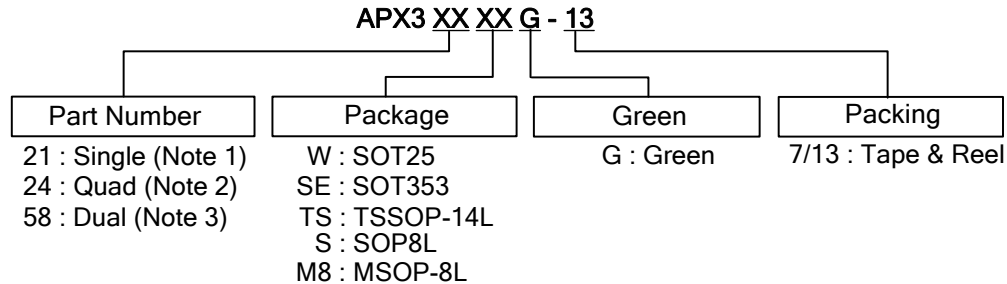 APX3 XX XX G - 13
Part Number
21 : Single (Note 1)
24 : Quad (Note 2)
58 : Dual (Note 3)
Package
W : SOT25
SE : SOT353
TS : TSSOP-14L
S : SOP8L
M8 : MSOP-8L
Green
G : Green
Packing
7/13 : Tape & Reel